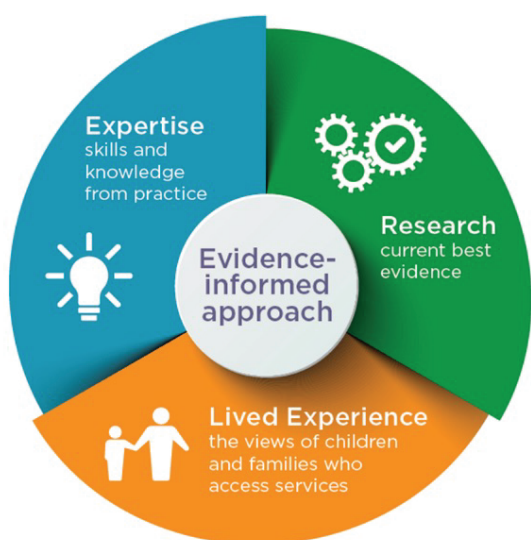 Expertise
skills and
knowledge
from practice
Research
current best
evidence
Evidence-
informed
approach
Lived Experience
the views of children
and families who
access services